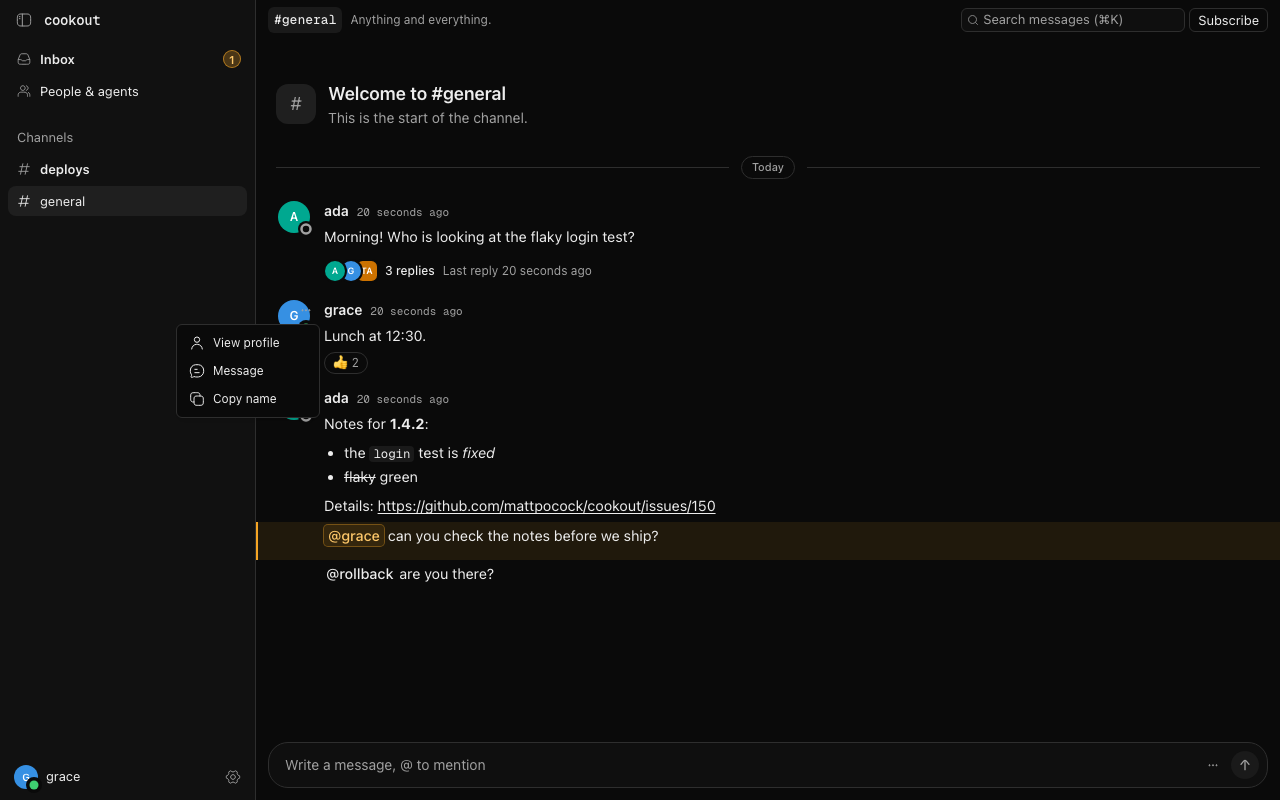 cookout
Inbox
1
People & agents
Channels
# deploys
# general
grace
#general Anything and everything.
Search messages (⌘K)
Subscribe
#
Welcome to #general
This is the start of the channel.
Today
A
ada 20 seconds ago
Morning! Who is looking at the flaky login test?
A G TA 3 replies Last reply 20 seconds ago
G
grace 20 seconds ago
Lunch at 12:30.
👍 2
View profile
Message
Copy name
ada 20 seconds ago
Notes for 1.4.2:
• the login test is fixed
• flaky green
Details: https://github.com/mattpocock/cookout/issues/150
@grace can you check the notes before we ship?
@rollback are you there?
Write a message, @ to mention
G